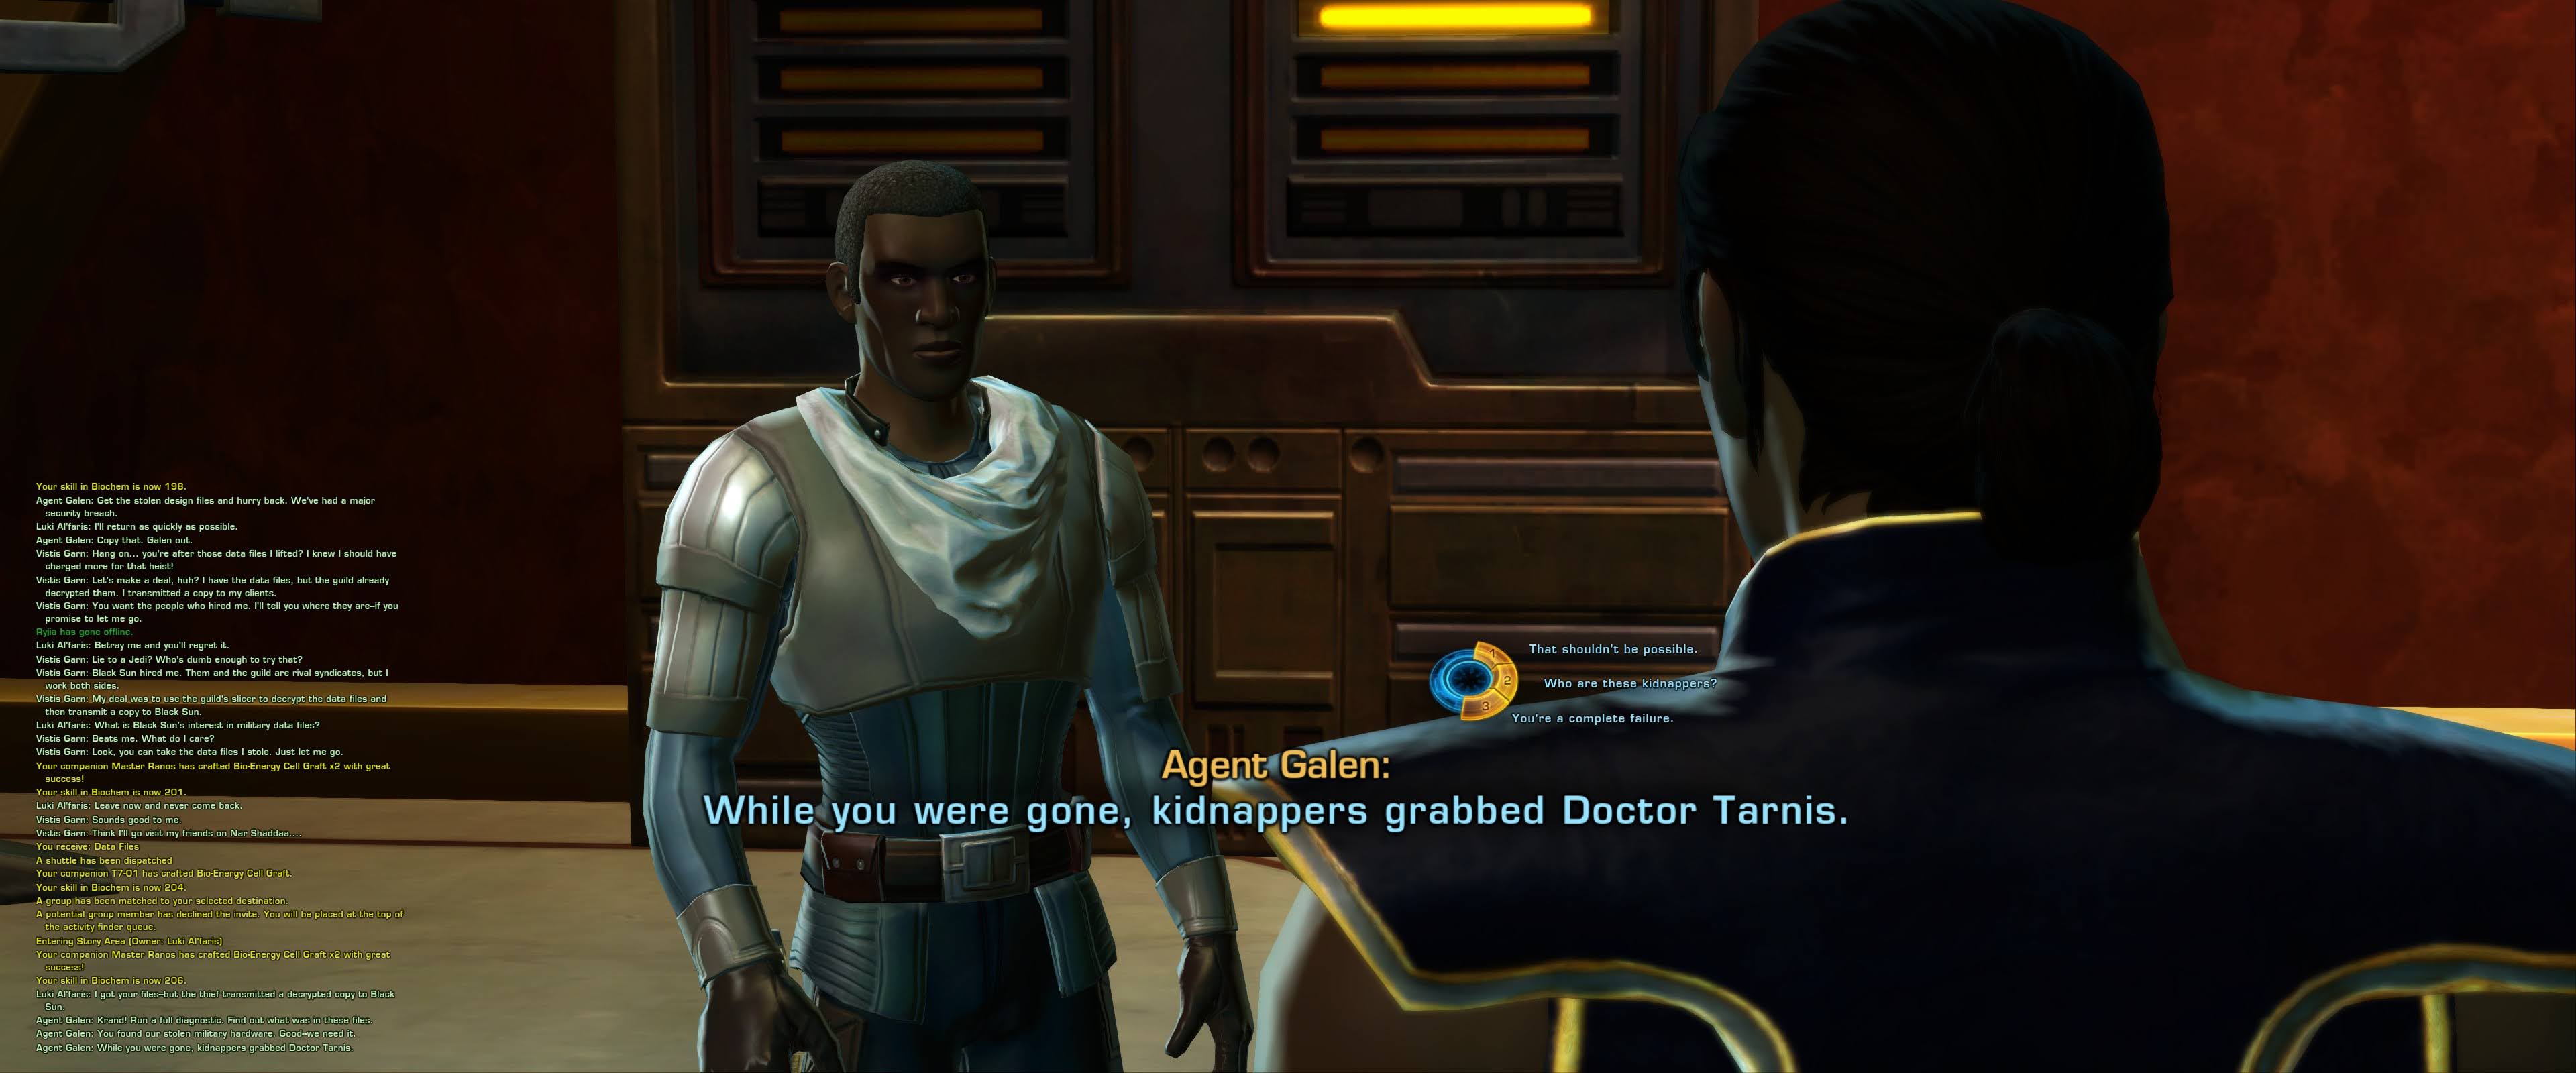 Your skill in Biochem is now 198.
Agent Galen: Get the stolen design files and hurry back. We've had a major
security breach.
Luki Al'faris: I'll return as quickly as possible.
Agent Galen: Copy that. Galen out.
Vistis Garn: Hang on... you're after those data files I lifted? I knew I should have
charged more for that heist!
Vistis Garn: Let's make a deal, huh? I have the data files, but the guild already
decrypted them. I transmitted a copy to my clients.
Vistis Garn: You want the people who hired me. I'll tell you where they are–if you
promise to let me go.
Ryjia has gone offline.
Luki Al'faris: Betray me and you'll regret it.
Vistis Garn: Lie to a Jedi? Who's dumb enough to try that?
Vistis Garn: Black Sun hired me. Them and the guild are rival syndicates, but I
work both sides.
Vistis Garn: My deal was to use the guild's slicer to decrypt the data files and
then transmit a copy to Black Sun.
Luki Al'faris: What is Black Sun's interest in military data files?
Vistis Garn: Beats me. What do I care?
Vistis Garn: Look, you can take the data files I stole. Just let me go.
Your companion Master Ranos has crafted Bio-Energy Cell Graft x2 with great
success!
Your skill in Biochem is now 201.
Luki Al'faris: Leave now and never come back.
Vistis Garn: Sounds good to me.
Vistis Garn: Think I'll go visit my friends on Nar Shaddaa....
You receive: Data Files
A shuttle has been dispatched
Your companion T7-01 has crafted Bio-Energy Cell Graft.
Your skill in Biochem is now 204.
A group has been matched to your selected destination.
A potential group member has declined the invite. You will be placed at the top of
the activity finder queue.
Entering Story Area (Owner: Luki Al'faris)
Your companion Master Ranos has crafted Bio-Energy Cell Graft x2 with great
success!
Your skill in Biochem is now 206.
Luki Al'faris: I got your files–but the thief transmitted a decrypted copy to Black
Sun.
Agent Galen: Krand! Run a full diagnostic. Find out what was in these files.
Agent Galen: You found our stolen military hardware. Good–we need it.
Agent Galen: While you were gone, kidnappers grabbed Doctor Tarnis.
1 That shouldn't be possible.
2 Who are these kidnappers?
3 You're a complete failure.
Agent Galen:
While you were gone, kidnappers grabbed Doctor Tarnis.